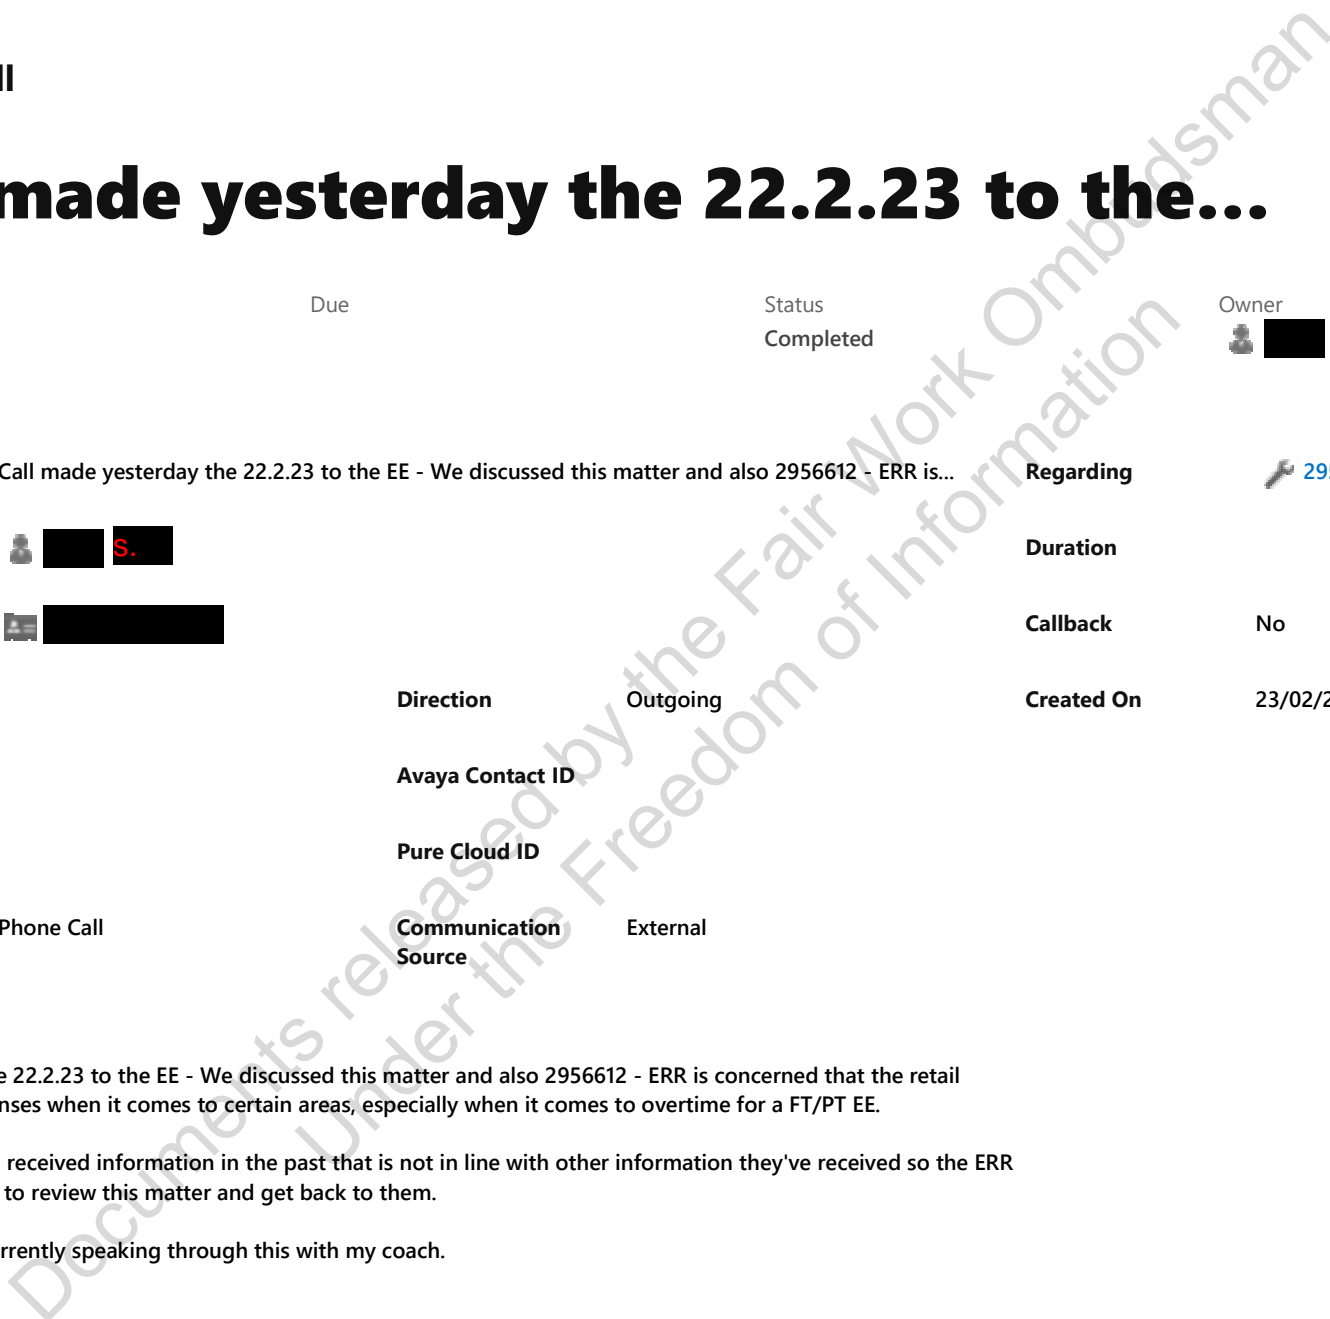 ll
made yesterday the 22.2.23 to the...
Due Status Owner
Completed
Call made yesterday the 22.2.23 to the EE - We discussed this matter and also 2956612 - ERR is... Regarding 29
s.
Duration
Callback No
Direction Outgoing Created On 23/02/2
Avaya Contact ID
Pure Cloud ID
Phone Call Communication External
Source
e 22.2.23 to the EE - We discussed this matter and also 2956612 - ERR is concerned that the retail
nses when it comes to certain areas, especially when it comes to overtime for a FT/PT EE.
received information in the past that is not in line with other information they've received so the ERR
to review this matter and get back to them.
rrently speaking through this with my coach.
Documents released by the Fair Work Ombudsman
Under the Freedom of Information